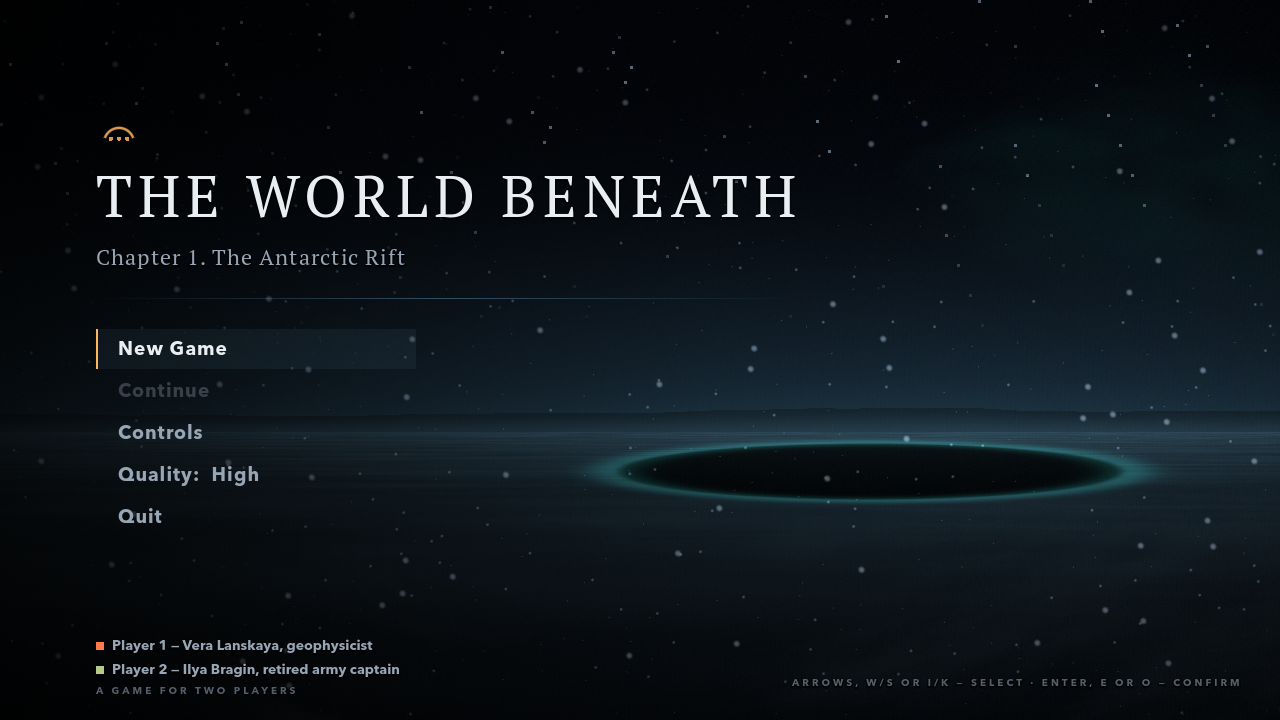 THE WORLD BENEATH
Chapter 1. The Antarctic Rift
New Game
Continue
Controls
Quality: High
Quit
Player 1 – Vera Lanskaya, geophysicist
Player 2 – Ilya Bragin, retired army captain
A GAME FOR TWO PLAYERS
ARROWS, W/S OR I/K – SELECT · ENTER, E OR O – CONFIRM